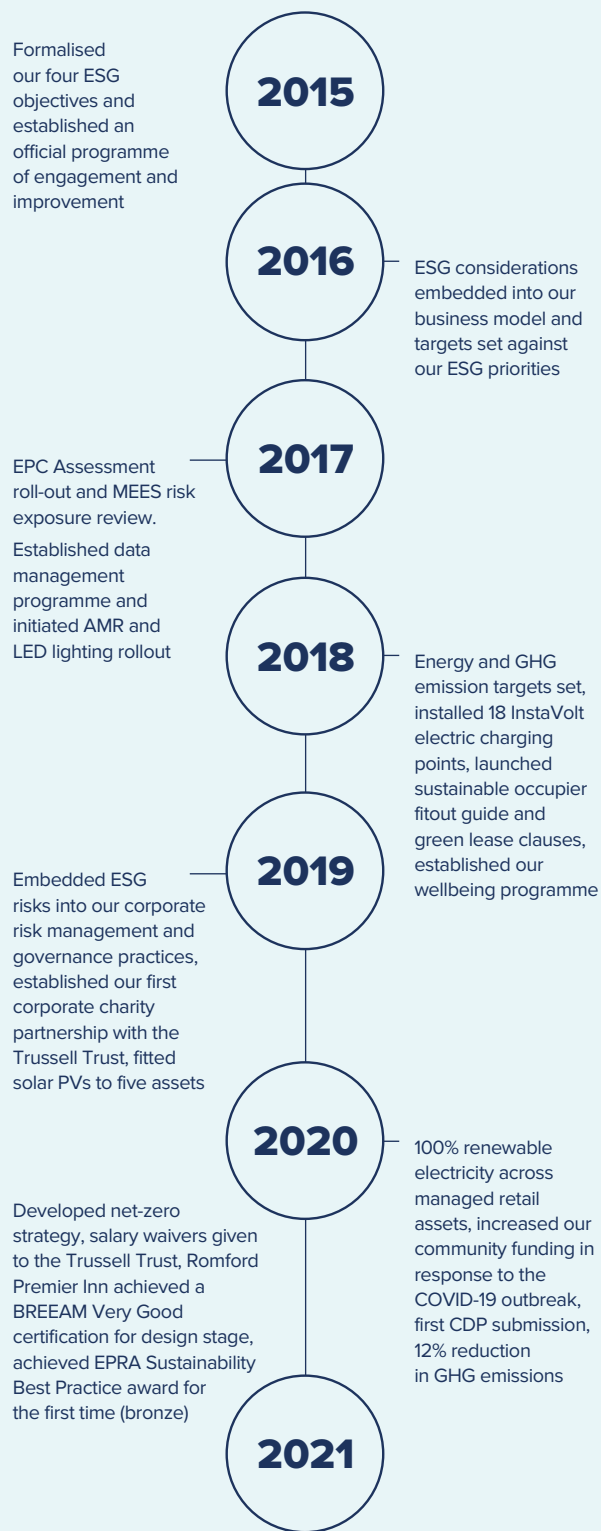 2015
Formalised
our four ESG
objectives and
established an
official programme
of engagement and
improvement
2016
ESG considerations
embedded into our
business model and
targets set against
our ESG priorities
2017
EPC Assessment
roll-out and MEES risk
exposure review.
Established data
management
programme and
initiated AMR and
LED lighting rollout
2018
Energy and GHG
emission targets set,
installed 18 InstaVolt
electric charging
points, launched
sustainable occupier
fitout guide and
green lease clauses,
established our
wellbeing programme
2019
Embedded ESG
risks into our corporate
risk management and
governance practices,
established our first
corporate charity
partnership with the
Trussell Trust, fitted
solar PVs to five assets
2020
100% renewable
electricity across
managed retail
assets, increased our
community funding in
response to the
COVID-19 outbreak,
first CDP submission,
12% reduction
in GHG emissions
Developed net-zero
strategy, salary waivers given
to the Trussell Trust, Romford
Premier Inn achieved a
BREEAM Very Good
certification for design stage,
achieved EPRA Sustainability
Best Practice award for
the first time (bronze)
2021